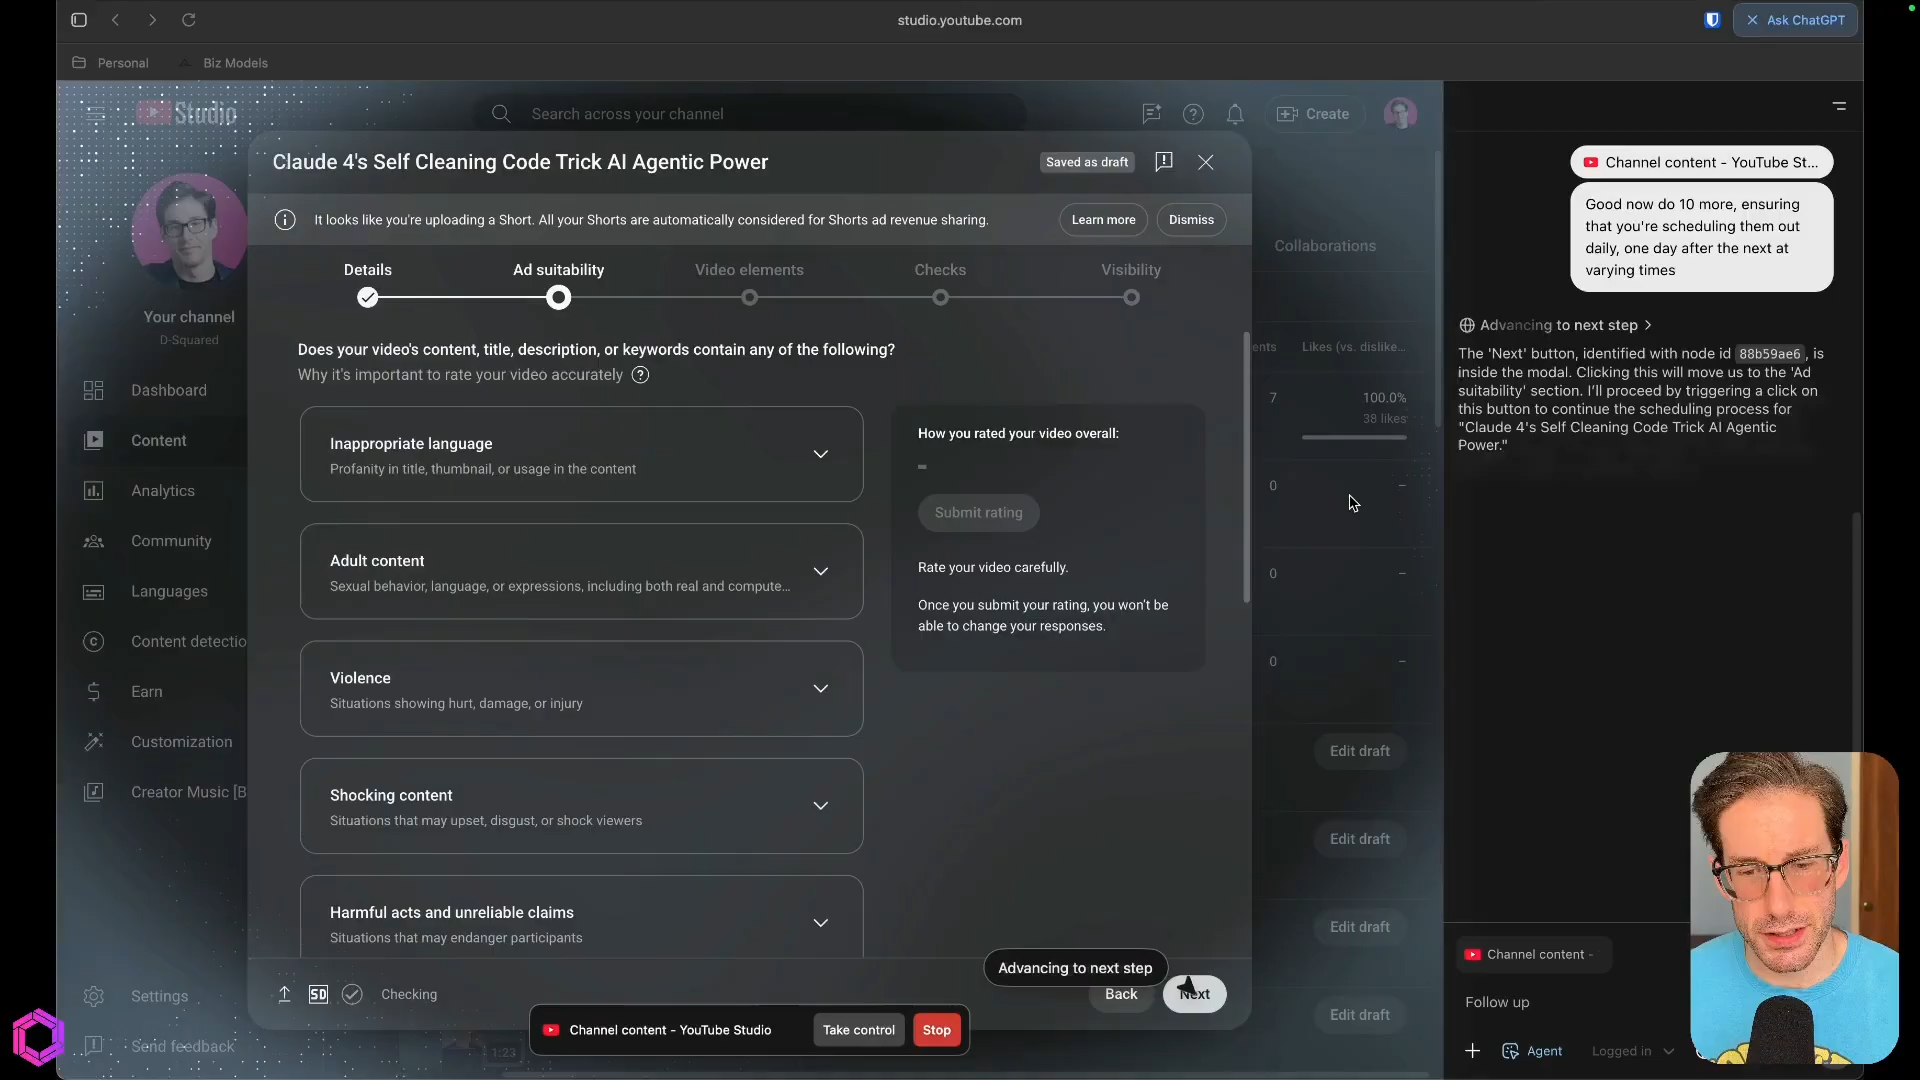 studio.youtube.com
Ask ChatGPT
Personal
Biz Models
Studio
Search across your channel
Create
Claude 4's Self Cleaning Code Trick AI Agentic Power
Saved as draft
It looks like you're uploading a Short. All your Shorts are automatically considered for Shorts ad revenue sharing.
Learn more
Dismiss
Details
Ad suitability
Video elements
Checks
Visibility
Does your video's content, title, description, or keywords contain any of the following?
Why it's important to rate your video accurately
Inappropriate language
Profanity in title, thumbnail, or usage in the content
Adult content
Sexual behavior, language, or expressions, including both real and compute...
Violence
Situations showing hurt, damage, or injury
Shocking content
Situations that may upset, disgust, or shock viewers
Harmful acts and unreliable claims
Situations that may endanger participants
How you rated your video overall:
–
Submit rating
Rate your video carefully.
Once you submit your rating, you won't be
able to change your responses.
SD
Checking
Advancing to next step
Back
Next
Channel content - YouTube Studio
Take control
Stop
Your channel
D-Squared
Dashboard
Content
Analytics
Community
Languages
Content detectio
Earn
Customization
Creator Music [B
Settings
Send feedback
1:23
Collaborations
ents
Likes (vs. dislike...
7
100.0%
38 likes
0
–
0
–
0
–
Edit draft
Edit draft
Edit draft
Edit draft
Channel content - YouTube St...
Good now do 10 more, ensuring
that you're scheduling them out
daily, one day after the next at
varying times
Advancing to next step
The 'Next' button, identified with node id 88b59ae6, is
inside the modal. Clicking this will move us to the 'Ad
suitability' section. I'll proceed by triggering a click on
this button to continue the scheduling process for
"Claude 4's Self Cleaning Code Trick AI Agentic
Power."
Channel content -
Follow up
Agent
Logged in